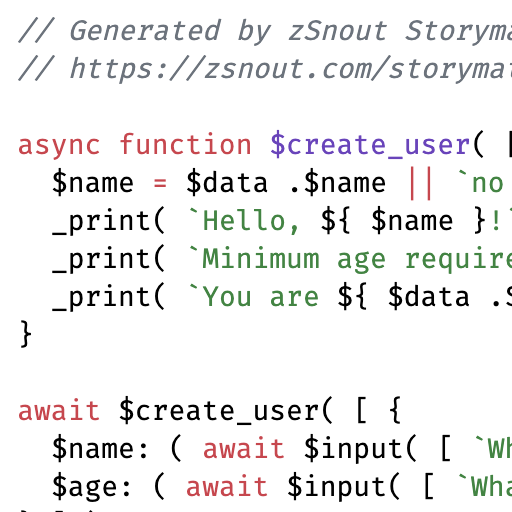 // Generated by zSnout Storyma
// https://zsnout.com/storymat

async function $create_user( [
  $name = $data .$name || `no
  _print( `Hello, ${ $name }!`
  _print( `Minimum age require
  _print( `You are ${ $data .$
}

await $create_user( [ {
  $name: ( await $input( [ `Wh
  $age: ( await $input( [ `Wha